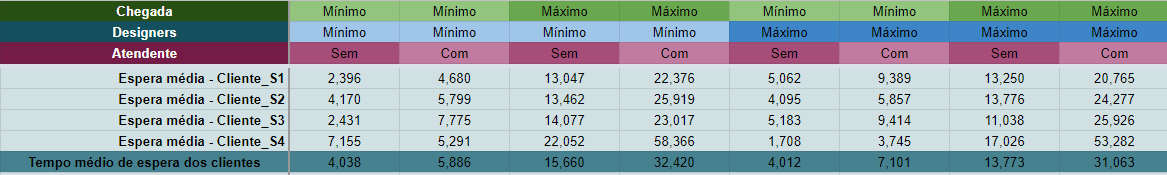 Chegada Mínimo Mínimo Máximo Máximo Mínimo Mínimo Máximo Máximo
Designers Mínimo Mínimo Mínimo Mínimo Máximo Máximo Máximo Máximo
Atendente Sem Com Sem Com Sem Com Sem Com
Espera média - Cliente_S1 2,396 4,680 13,047 22,376 5,062 9,389 13,250 20,765
Espera média - Cliente_S2 4,170 5,799 13,462 25,919 4,095 5,857 13,776 24,277
Espera média - Cliente_S3 2,431 7,775 14,077 23,017 5,183 9,414 11,038 25,926
Espera média - Cliente_S4 7,155 5,291 22,052 58,366 1,708 3,745 17,026 53,282
Tempo médio de espera dos clientes 4,038 5,886 15,660 32,420 4,012 7,101 13,773 31,063